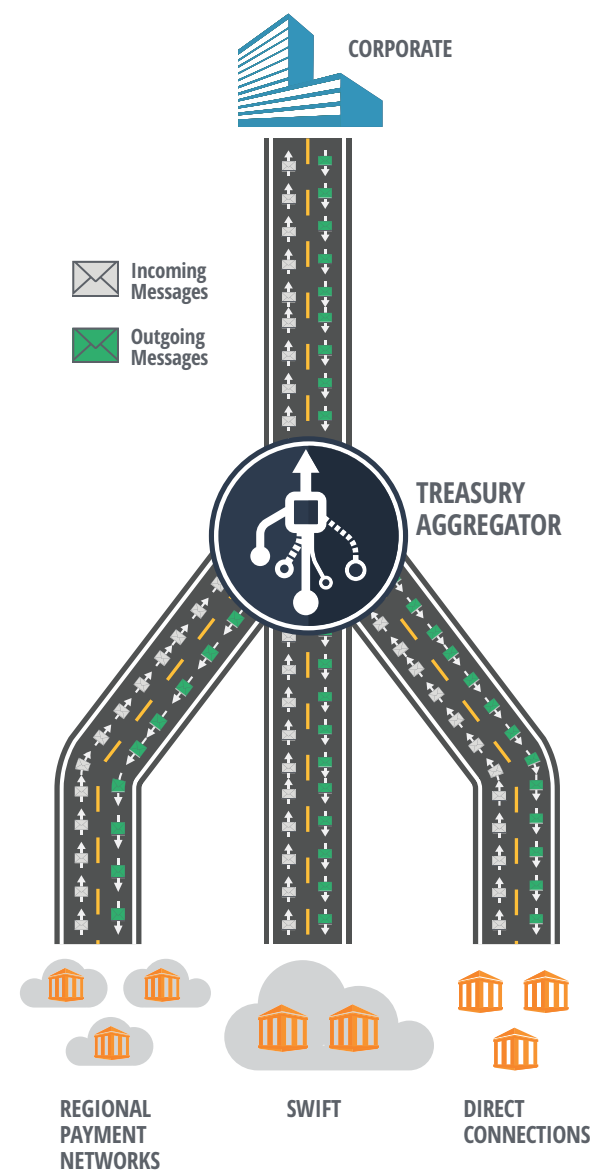 CORPORATE
Incoming
Messages
Outgoing
Messages
TREASURY
AGGREGATOR
REGIONAL
PAYMENT
NETWORKS
SWIFT
DIRECT
CONNECTIONS